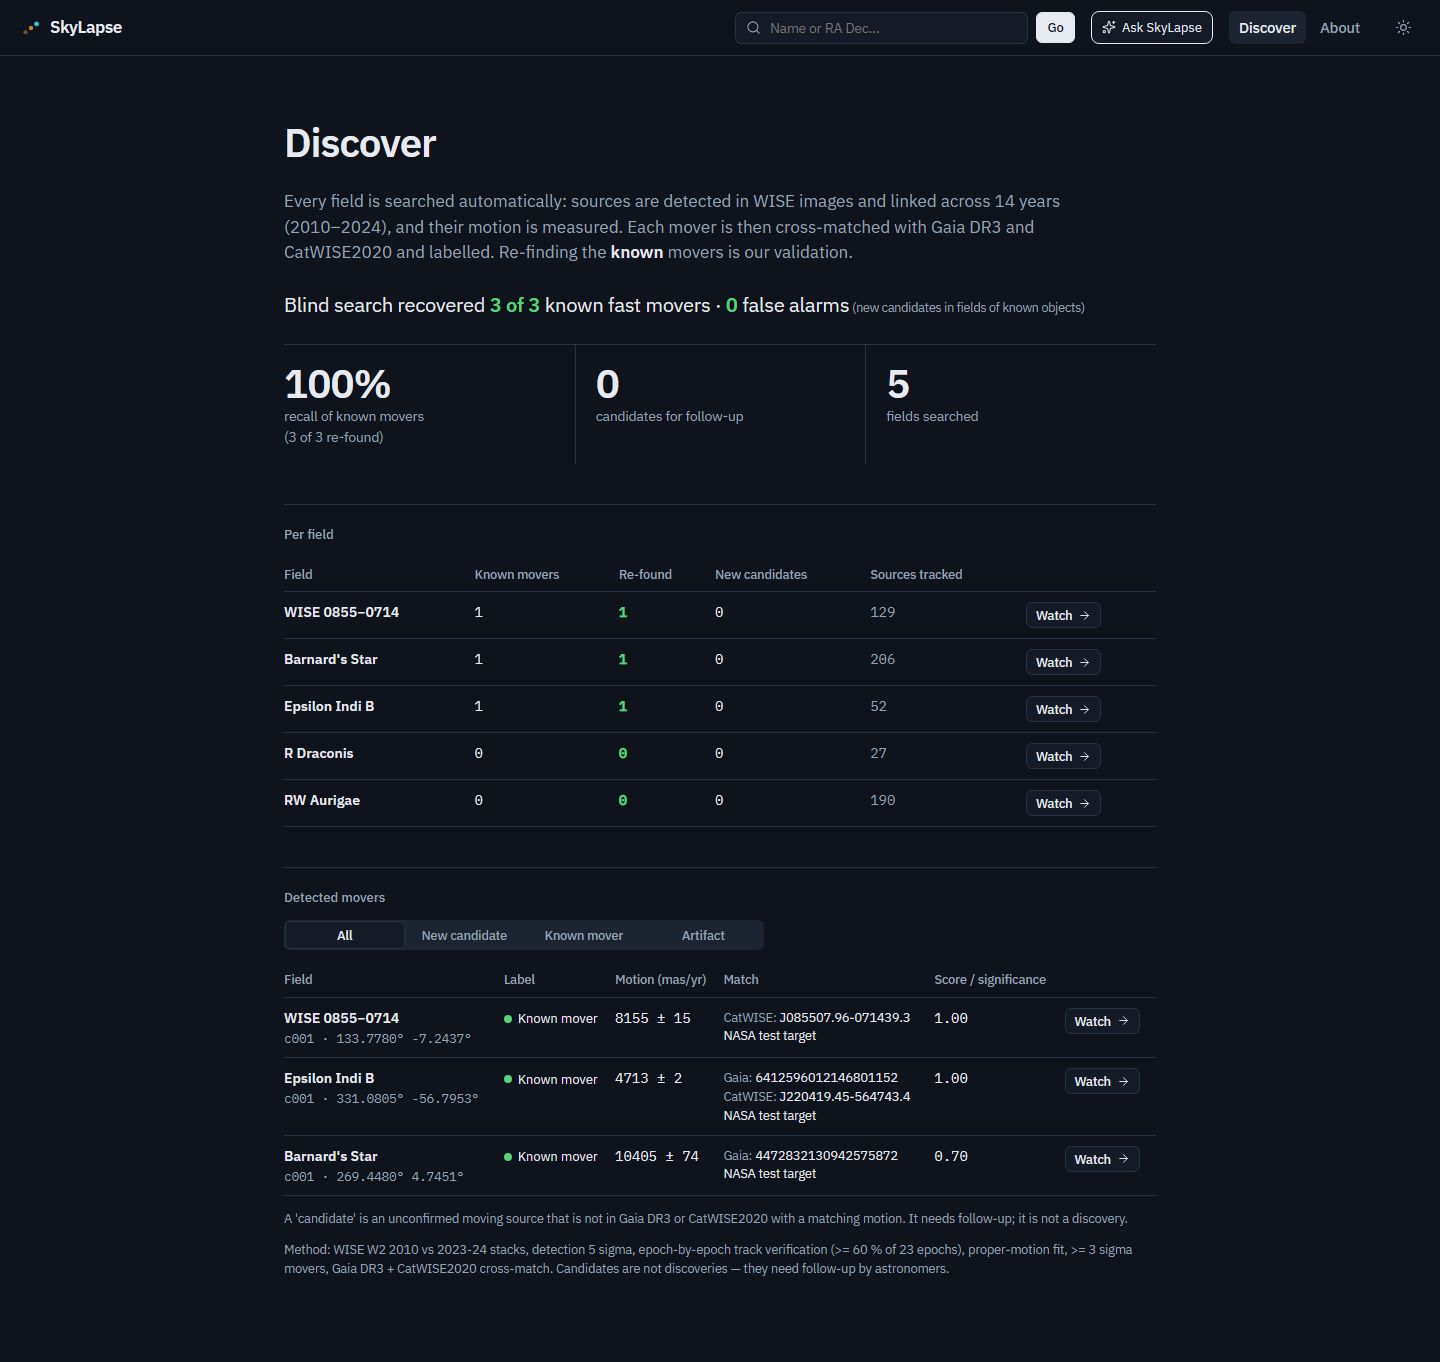 SkyLapse
Name or RA Dec...
Go
Ask SkyLapse
Discover
About
Discover
Every field is searched automatically: sources are detected in WISE images and linked across 14 years
(2010–2024), and their motion is measured. Each mover is then cross-matched with Gaia DR3 and
CatWISE2020 and labelled. Re-finding the known movers is our validation.
Blind search recovered 3 of 3 known fast movers · 0 false alarms (new candidates in fields of known objects)
100%
recall of known movers
(3 of 3 re-found)
0
candidates for follow-up
5
fields searched
Per field
Field Known movers Re-found New candidates Sources tracked
WISE 0855–0714 1 1 0 129 Watch →
Barnard's Star 1 1 0 206 Watch →
Epsilon Indi B 1 1 0 52 Watch →
R Draconis 0 0 0 27 Watch →
RW Aurigae 0 0 0 190 Watch →
Detected movers
All New candidate Known mover Artifact
Field Label Motion (mas/yr) Match Score / significance
WISE 0855–0714 Known mover 8155 ± 15 CatWISE: J085507.96-071439.3 1.00 Watch →
c001 · 133.7780° -7.2437° NASA test target
Epsilon Indi B Known mover 4713 ± 2 Gaia: 6412596012146801152 1.00 Watch →
c001 · 331.0805° -56.7953° CatWISE: J220419.45-564743.4
NASA test target
Barnard's Star Known mover 10405 ± 74 Gaia: 4472832130942575872 0.70 Watch →
c001 · 269.4480° 4.7451° NASA test target
A 'candidate' is an unconfirmed moving source that is not in Gaia DR3 or CatWISE2020 with a matching motion. It needs follow-up; it is not a discovery.
Method: WISE W2 2010 vs 2023-24 stacks, detection 5 sigma, epoch-by-epoch track verification (>= 60 % of 23 epochs), proper-motion fit, >= 3 sigma
movers, Gaia DR3 + CatWISE2020 cross-match. Candidates are not discoveries — they need follow-up by astronomers.